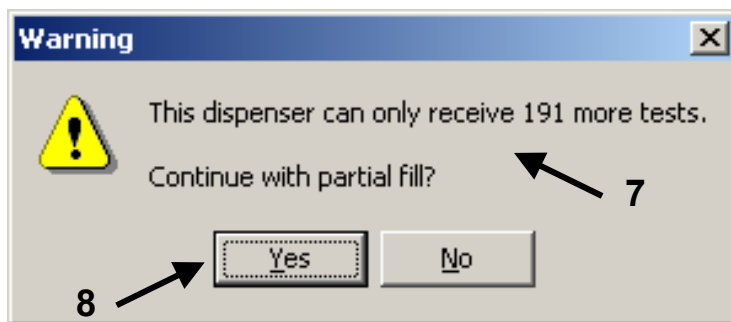 Warning
This dispenser can only receive 191 more tests.
Continue with partial fill?
7
Yes No
8